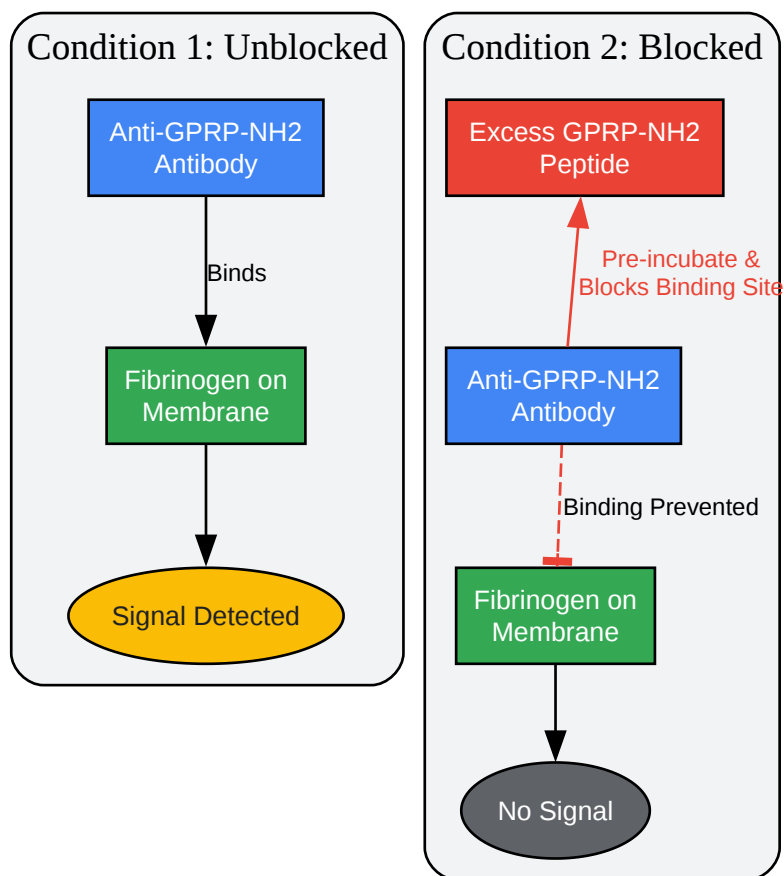 Condition 1: Unblocked
Anti-GPRP-NH2
Antibody
Binds
Fibrinogen on
Membrane
Signal Detected
Condition 2: Blocked
Excess GPRP-NH2
Peptide
Pre-incubate &
Blocks Binding Site
Anti-GPRP-NH2
Antibody
Binding Prevented
Fibrinogen on
Membrane
No Signal